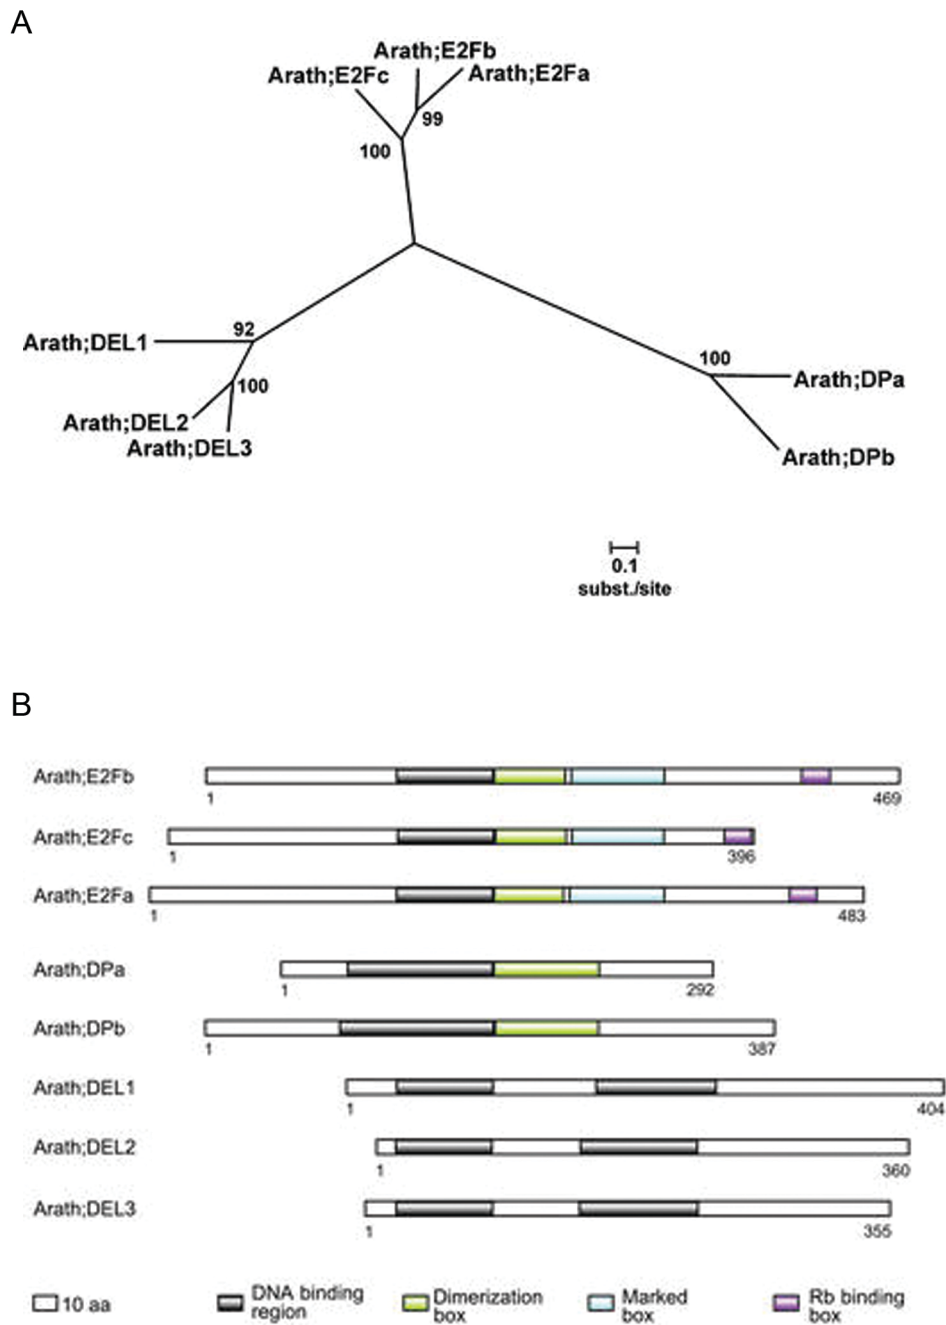 A
Arath;E2Fb
Arath;E2Fc
Arath;E2Fa
99
100
92
Arath;DEL1
100
Arath;DEL2
Arath;DEL3
100
Arath;DPa
Arath;DPb
0.1
subst./site
B
Arath;E2Fb
1
469
Arath;E2Fc
1
396
Arath;E2Fa
1
483
Arath;DPa
1
292
Arath;DPb
1
387
Arath;DEL1
1
404
Arath;DEL2
1
360
Arath;DEL3
1
355
10 aa
DNA binding
region
Dimerization
box
Marked
box
Rb binding
box